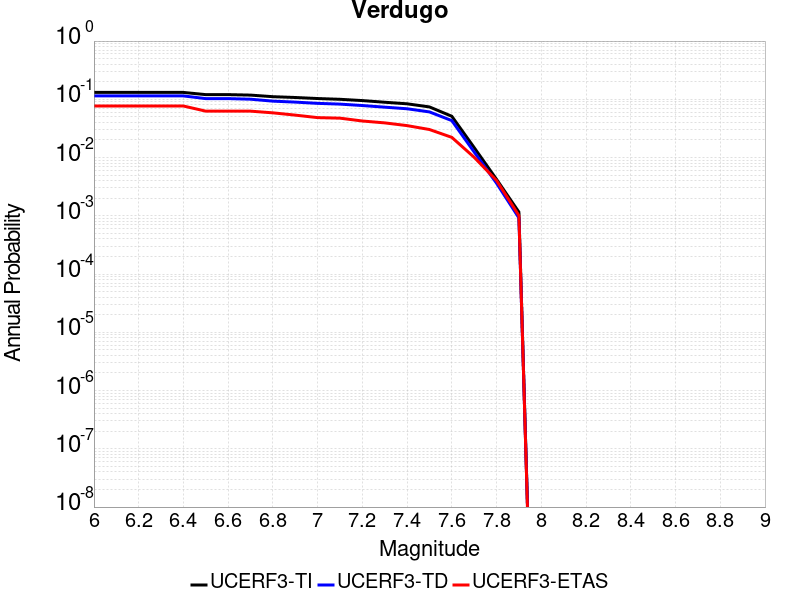 Verdugo
10^0
10^-1
10^-2
10^-3
10^-4
10^-5
10^-6
10^-7
10^-8
Annual Probability
6 6.2 6.4 6.6 6.8 7 7.2 7.4 7.6 7.8 8 8.2 8.4 8.6 8.8 9
Magnitude
UCERF3-TI UCERF3-TD UCERF3-ETAS